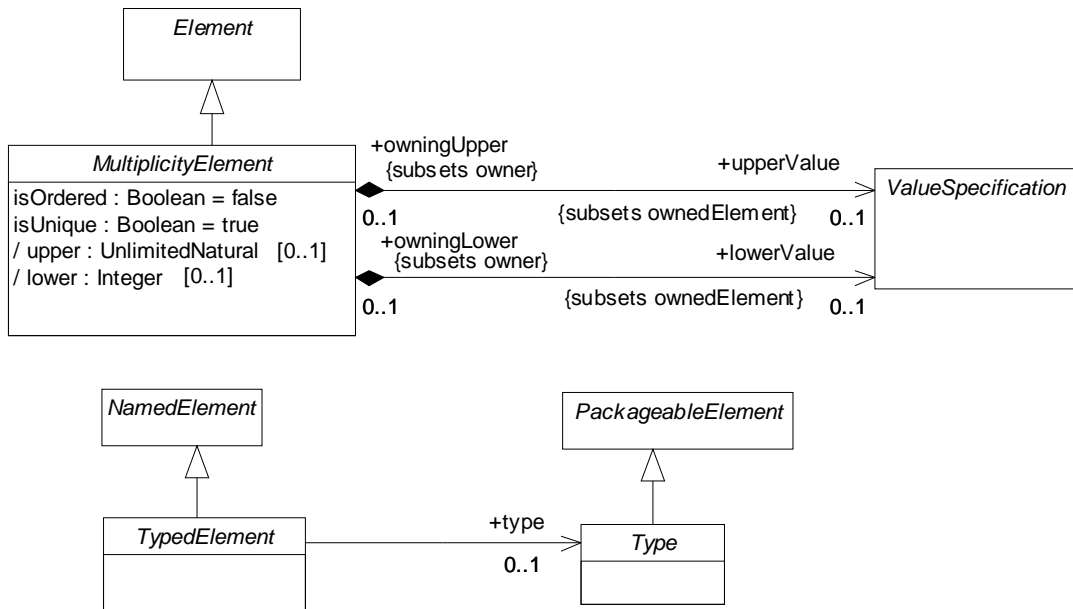 Element
MultiplicityElement
isOrdered : Boolean = false
isUnique : Boolean = true
/ upper : UnlimitedNatural [0..1]
/ lower : Integer [0..1]
+owningUpper
{subsets owner}
0..1
+upperValue
{subsets ownedElement}
0..1
+owningLower
{subsets owner}
0..1
+lowerValue
{subsets ownedElement}
0..1
ValueSpecification
NamedElement
PackageableElement
TypedElement
+type
0..1
Type